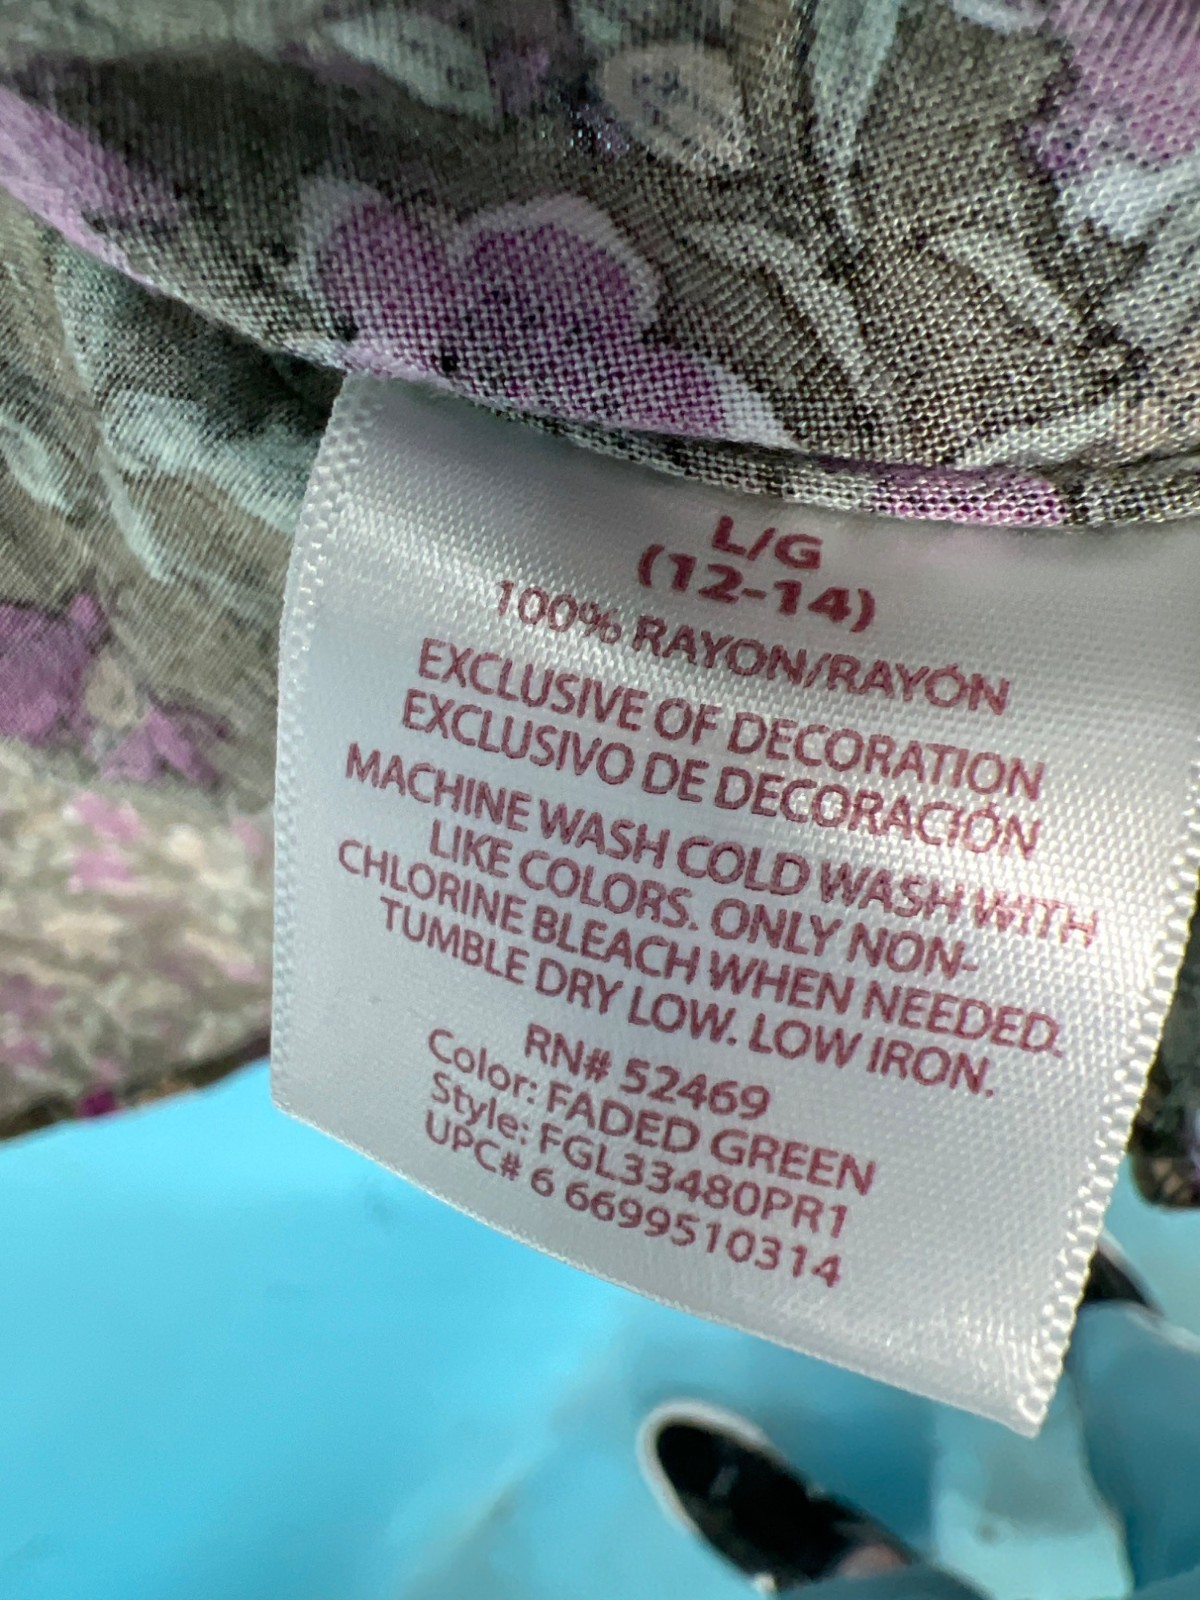 L/G
(12-14)
100% RAYON/RAYÓN
EXCLUSIVE OF DECORATION
EXCLUSIVO DE DECORACIÓN
MACHINE WASH COLD WASH WITH
LIKE COLORS. ONLY NON-
CHLORINE BLEACH WHEN NEEDED.
TUMBLE DRY LOW. LOW IRON.
RN# 52469
Color: FADED GREEN
Style: FGL33480PR1
UPC# 6 6699510314